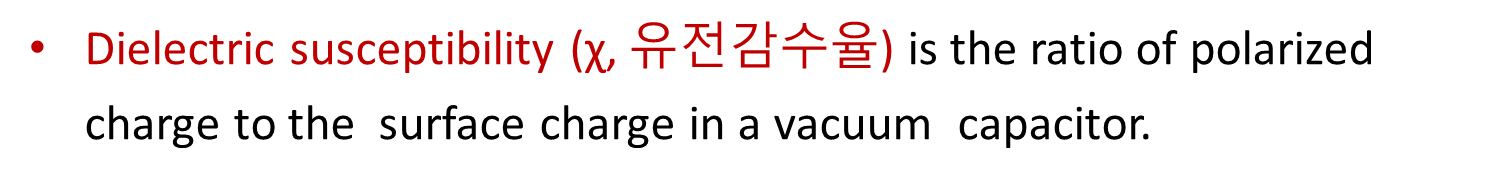 • Dielectric susceptibility (χ, 유전감수율) is the ratio of polarized
charge to the  surface charge in a vacuum  capacitor.